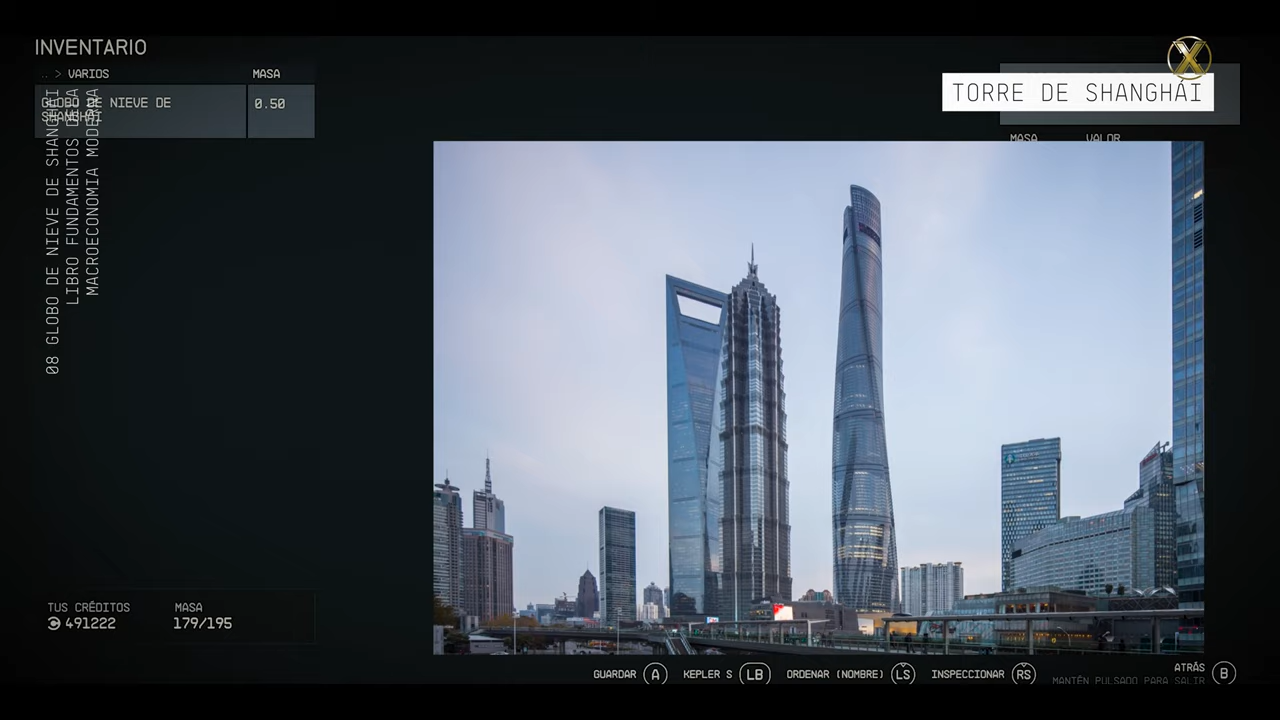 INVENTARIO
.. > VARIOS
MASA
GLOBO DE NIEVE DE
SHANGHÁI
0.50
08 GLOBO DE NIEVE DE SHANGHAI
LIBRO FUNDAMENTOS DE LA
MACROECONOMIA MODERNA
X
TORRE DE SHANGHÁI
MASA
VALOR
TUS CRÉDITOS
491222
MASA
179/195
GUARDAR A
KEPLER S LB
ORDENAR (NOMBRE) LS
INSPECCIONAR RS
ATRÁS B
MANTÉN PULSADO PARA SALIR